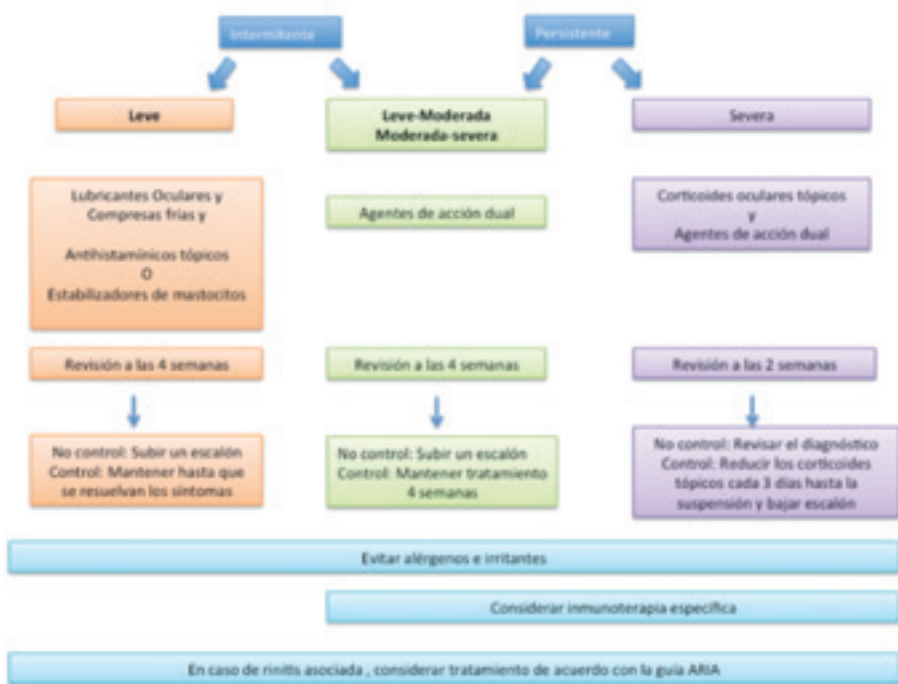 Intermitente
Persistente
Leve
Leve-Moderada
Moderada-severa
Severa
Lubricantes Oculares y
Compresas frías y
Antihistamínicos tópicos
O
Estabilizadores de mastocitos
Agentes de acción dual
Corticoides oculares tópicos
y
Agentes de acción dual
Revisión a las 4 semanas
Revisión a las 4 semanas
Revisión a las 2 semanas
No control: Subir un escalón
Control: Mantener hasta que
se resuelvan los síntomas
No control: Subir un escalón
Control: Mantener tratamiento
4 semanas
No control: Revisar el diagnóstico
Control: Reducir los corticoides
tópicos cada 3 días hasta la
suspensión y bajar escalón
Evitar alérgenos e irritantes
Considerar inmunoterapia específica
En caso de rinitis asociada , considerar tratamiento de acuerdo con la guía ARIA